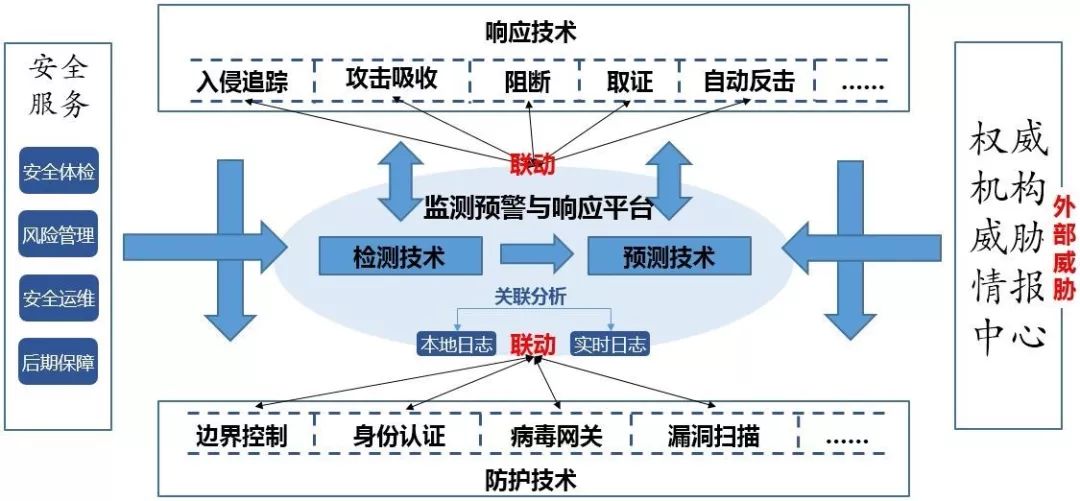 响应技术
入侵追踪 攻击吸收 阻断 取证 自动反击 ……
安全
服务
安全体检
风险管理
安全运维
后期保障
联动
监测预警与响应平台
检测技术 预测技术
关联分析
本地日志 联动 实时日志
边界控制 身份认证 病毒网关 漏洞扫描 ……
防护技术
权威
机构
威胁
情报
中心
外部威胁